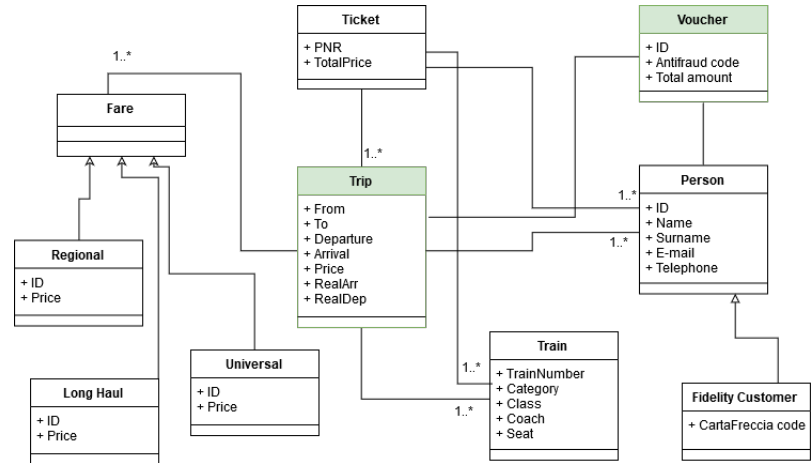 Ticket
+ PNR
+ TotalPrice
Voucher
+ ID
+ Antifraud code
+ Total amount
1..*
Fare
1..*
Trip
+ From
+ To
+ Departure
+ Arrival
+ Price
+ RealArr
+ RealDep
Person
+ ID
+ Name
+ Surname
+ E-mail
+ Telephone
1..*
1..*
Regional
+ ID
+ Price
Universal
+ ID
+ Price
Long Haul
+ ID
+ Price
Train
+ TrainNumber
+ Category
+ Class
+ Coach
+ Seat
1..*
1..*
Fidelity Customer
+ CartaFreccia code